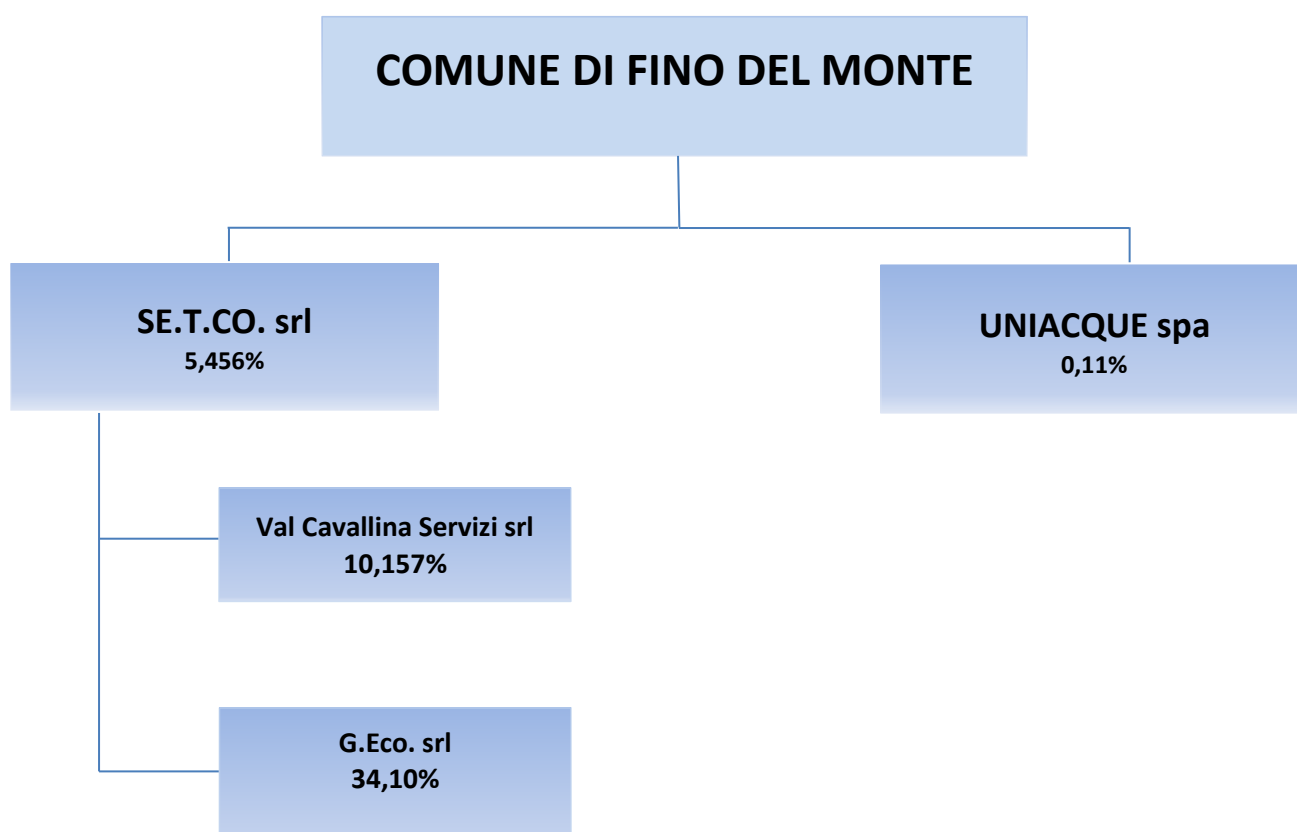 COMUNE DI FINO DEL MONTE
SE.T.CO. srl
5,456%
UNIACQUE spa
0,11%
Val Cavallina Servizi srl
10,157%
G.Eco. srl
34,10%